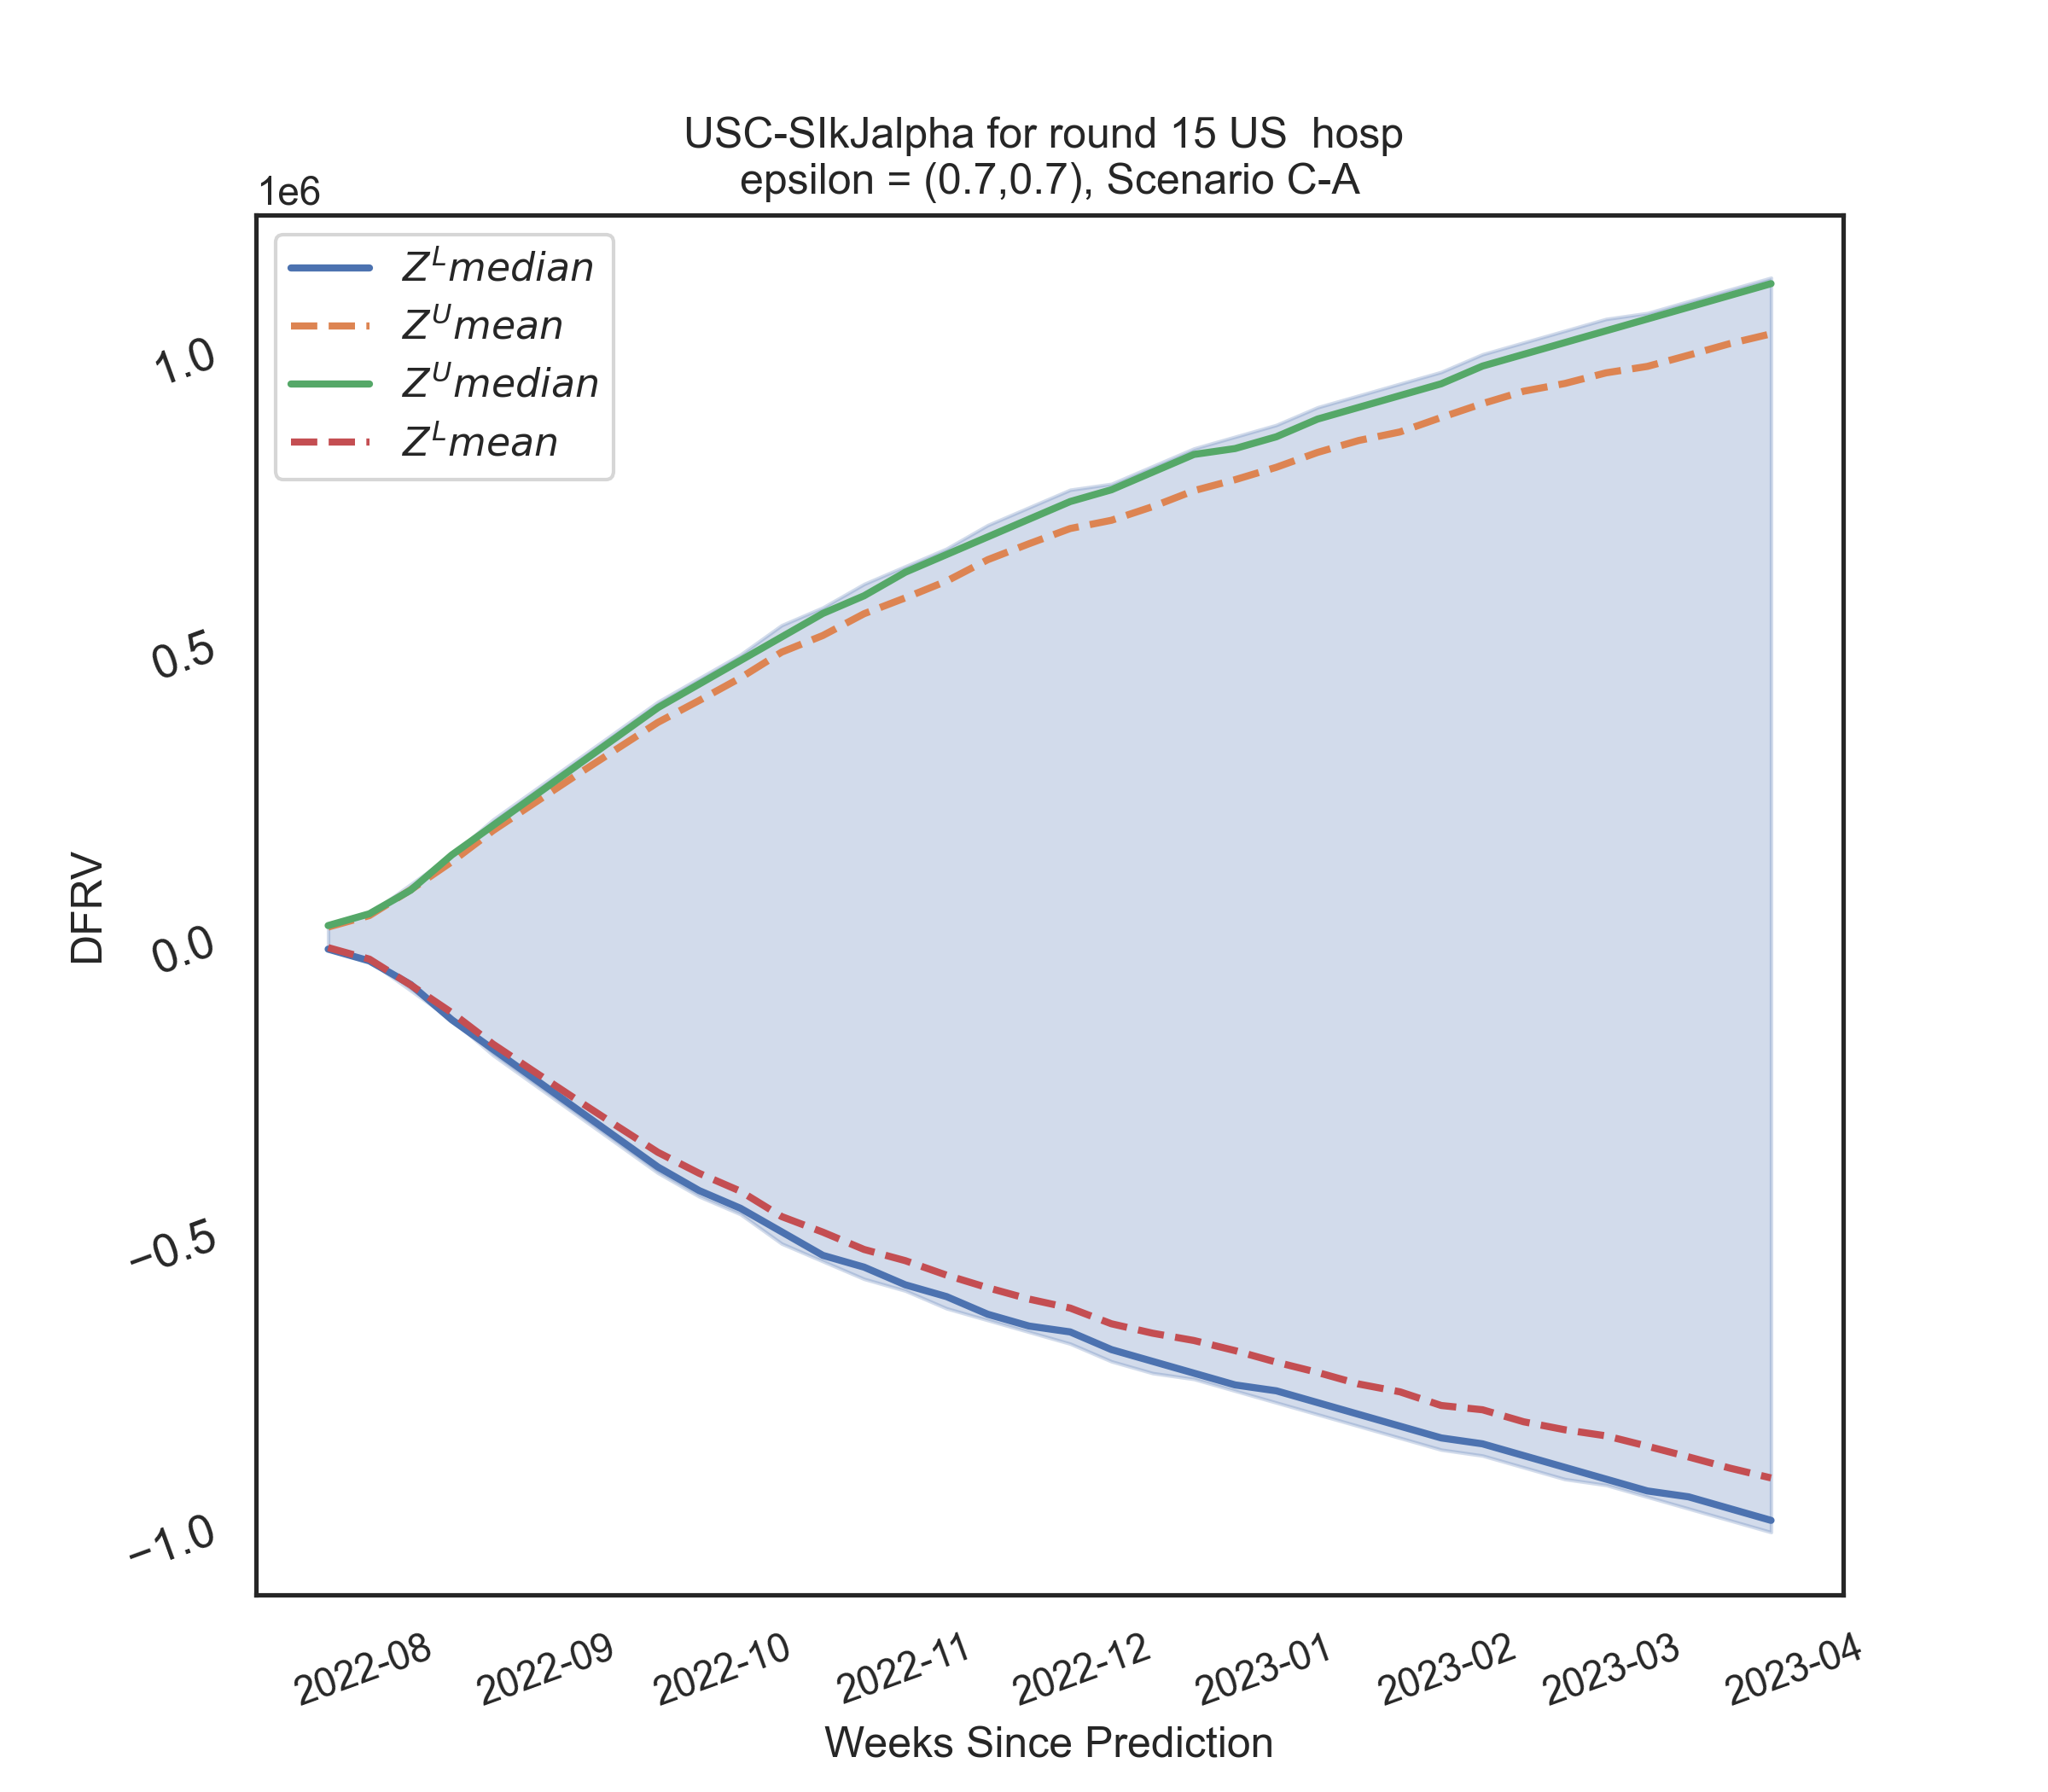 USC-SIkJalpha for round 15 US  hosp
epsilon = (0.7,0.7), Scenario C-A
1e6
Z^L median
Z^U mean
Z^U median
Z^L mean
1.0
0.5
0.0
−0.5
−1.0
DFRV
2022-08
2022-09
2022-10
2022-11
2022-12
2023-01
2023-02
2023-03
2023-04
Weeks Since Prediction